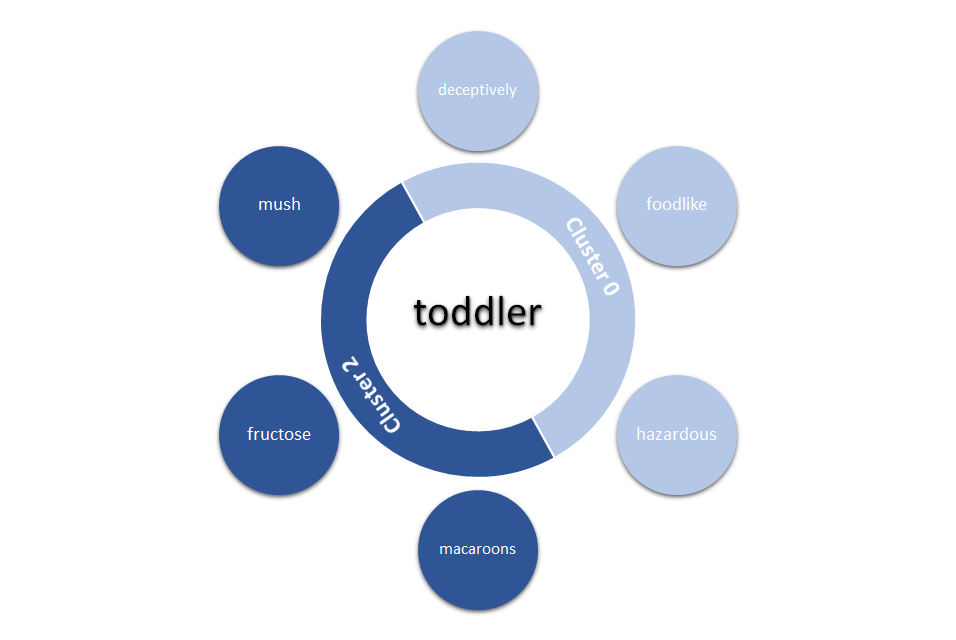 deceptively
mush
foodlike
Cluster 0
toddler
Cluster 2
fructose
hazardous
macaroons